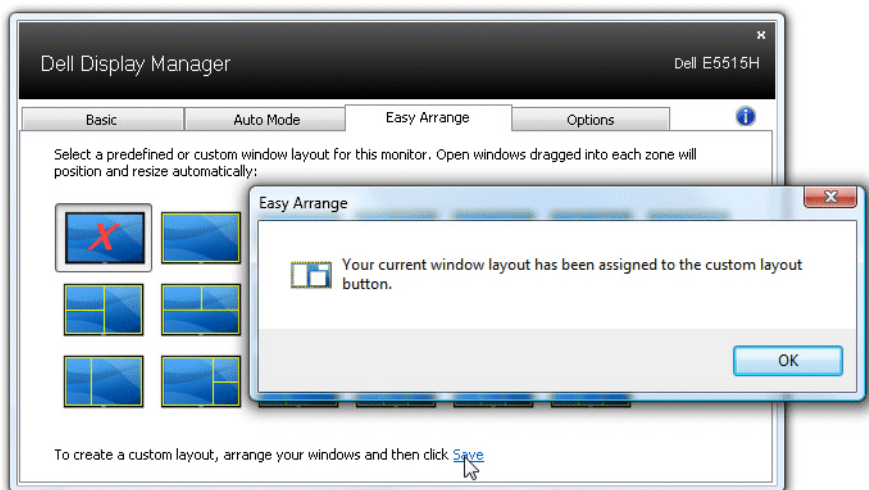 Dell Display Manager
Dell E5515H
Basic
Auto Mode
Easy Arrange
Options
Select a predefined or custom window layout for this monitor. Open windows dragged into each zone will
position and resize automatically:
Easy Arrange
Your current window layout has been assigned to the custom layout
button.
OK
To create a custom layout, arrange your windows and then click Save